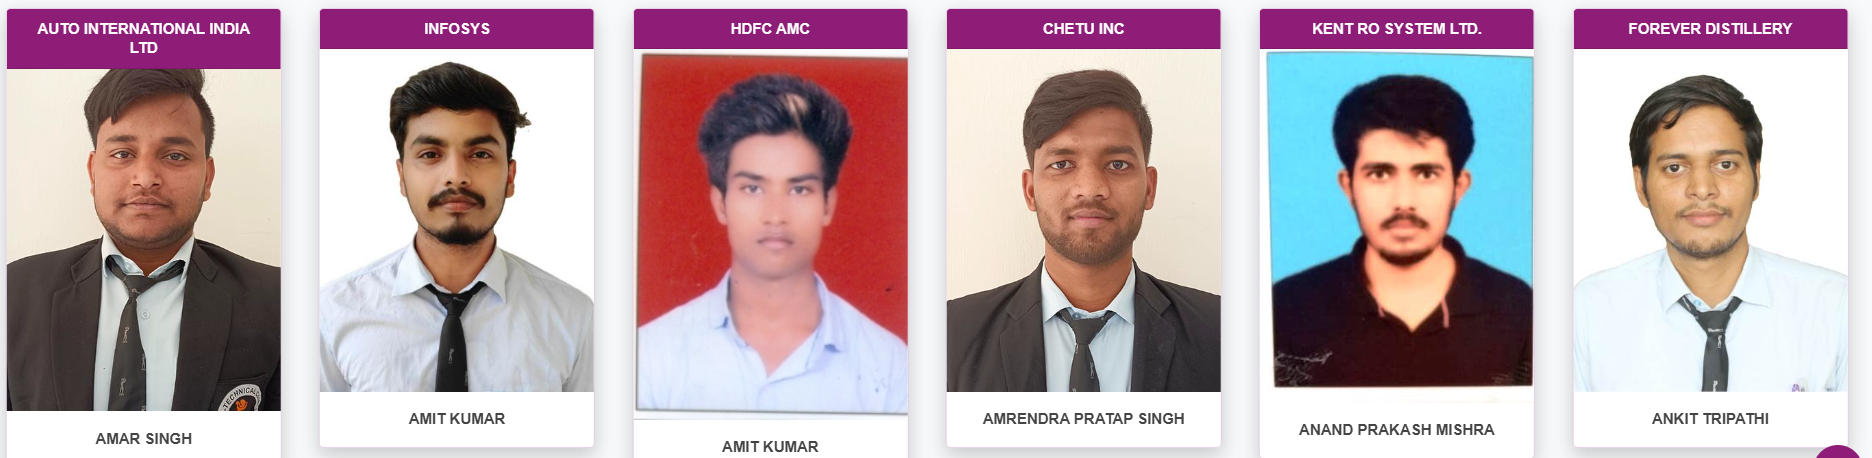 AUTO INTERNATIONAL INDIA
LTD
AMAR SINGH
INFOSYS
AMIT KUMAR
HDFC AMC
AMIT KUMAR
CHETU INC
AMRENDRA PRATAP SINGH
KENT RO SYSTEM LTD.
ANAND PRAKASH MISHRA
FOREVER DISTILLERY
ANKIT TRIPATHI